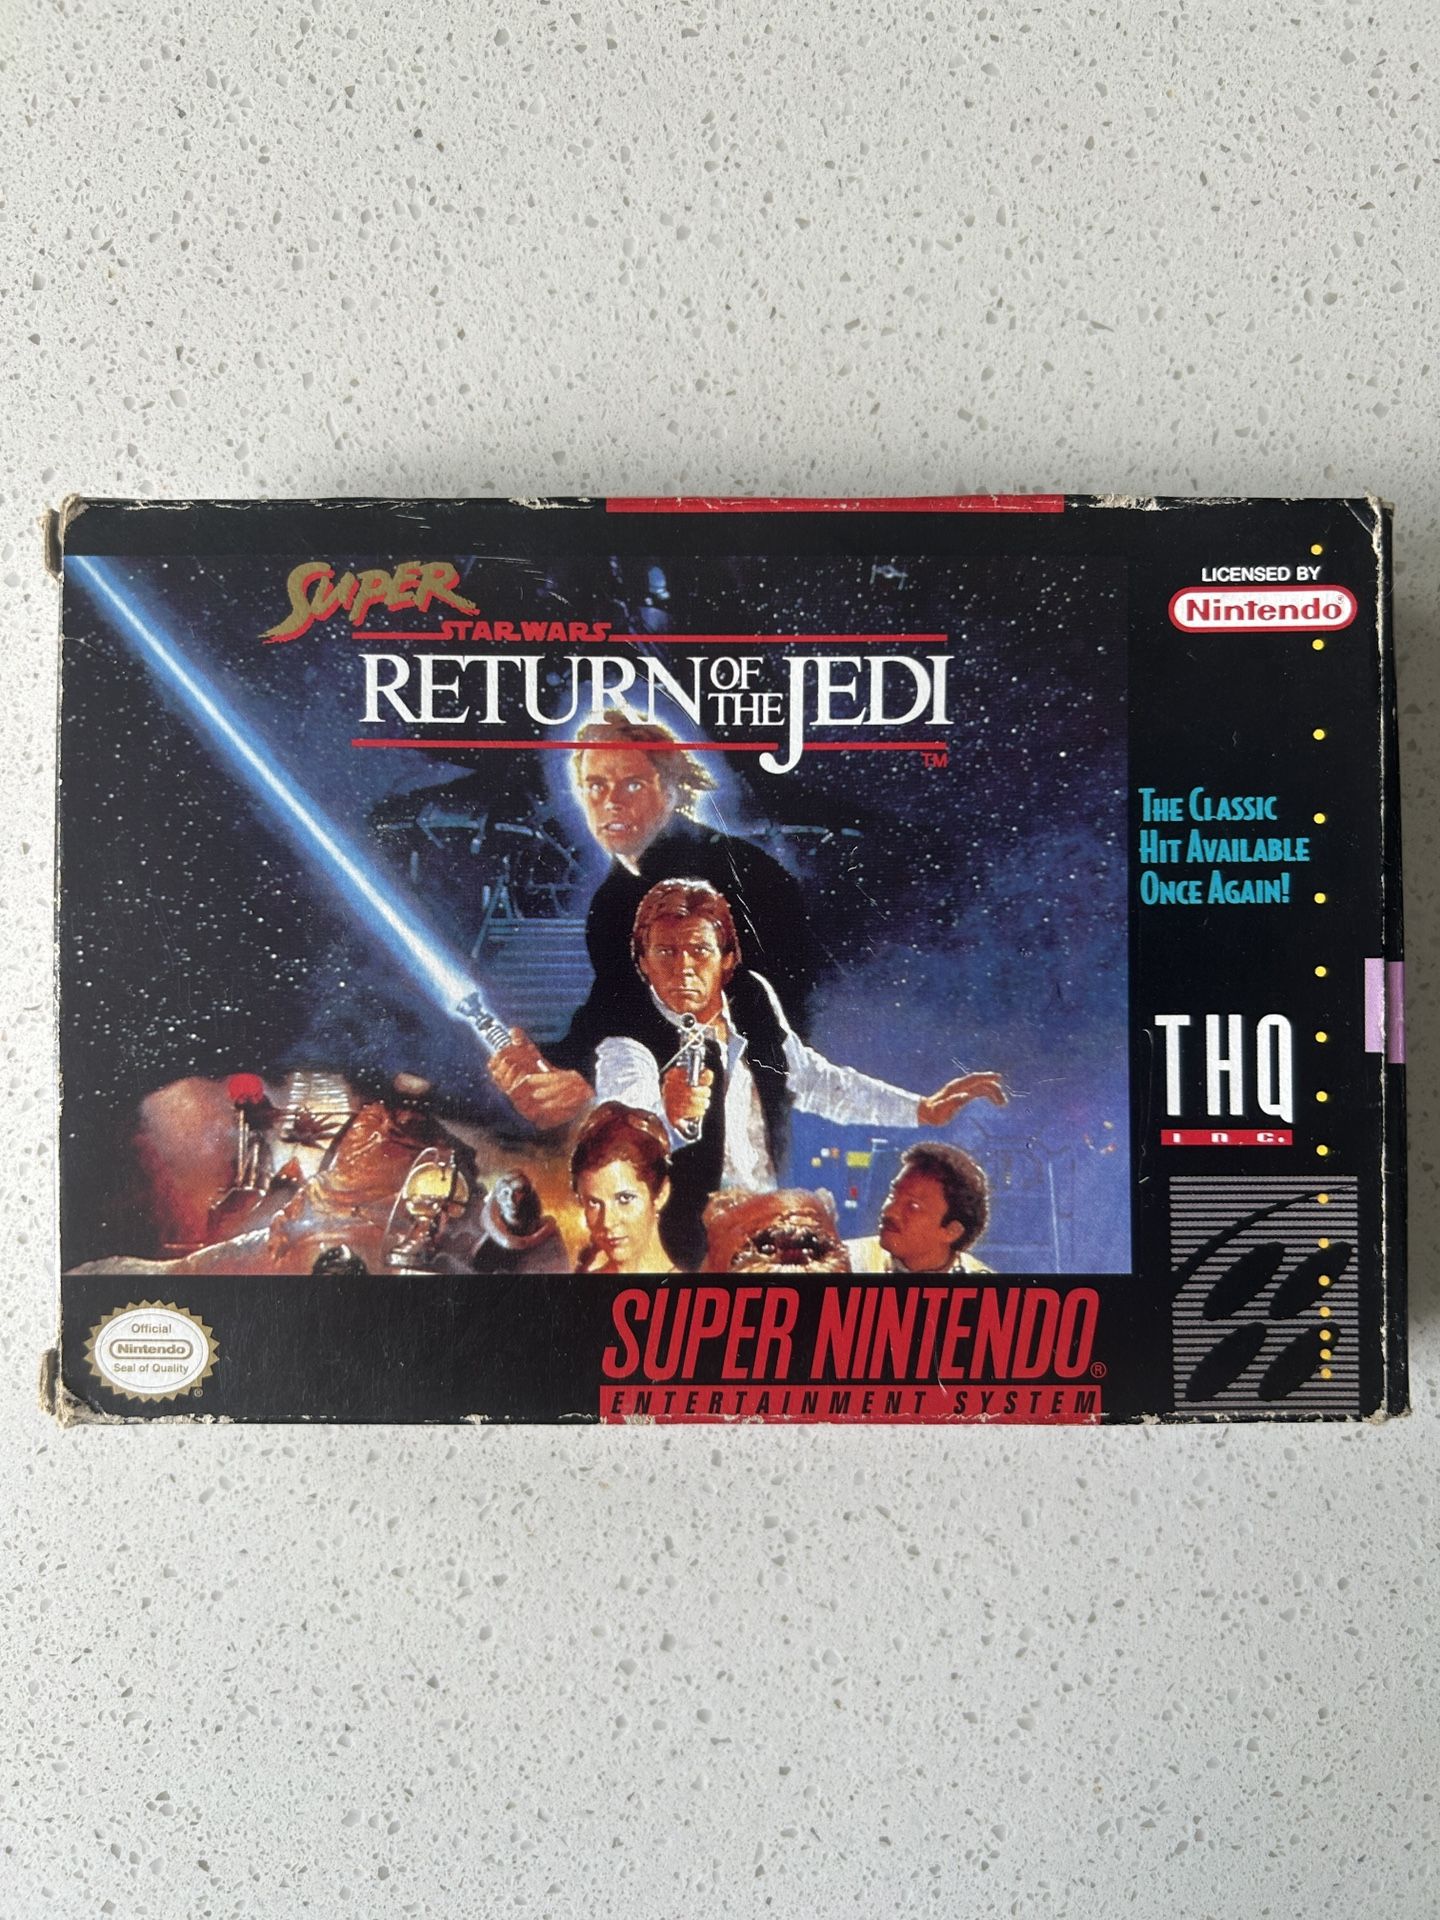 SUPER
STAR WARS
RETURN OF THE JEDI
TM
LICENSED BY
Nintendo®
THE CLASSIC
HIT AVAILABLE
ONCE AGAIN!
THQ
INC.
Official
Nintendo
Seal of Quality
®
SUPER NINTENDO®
ENTERTAINMENT SYSTEM